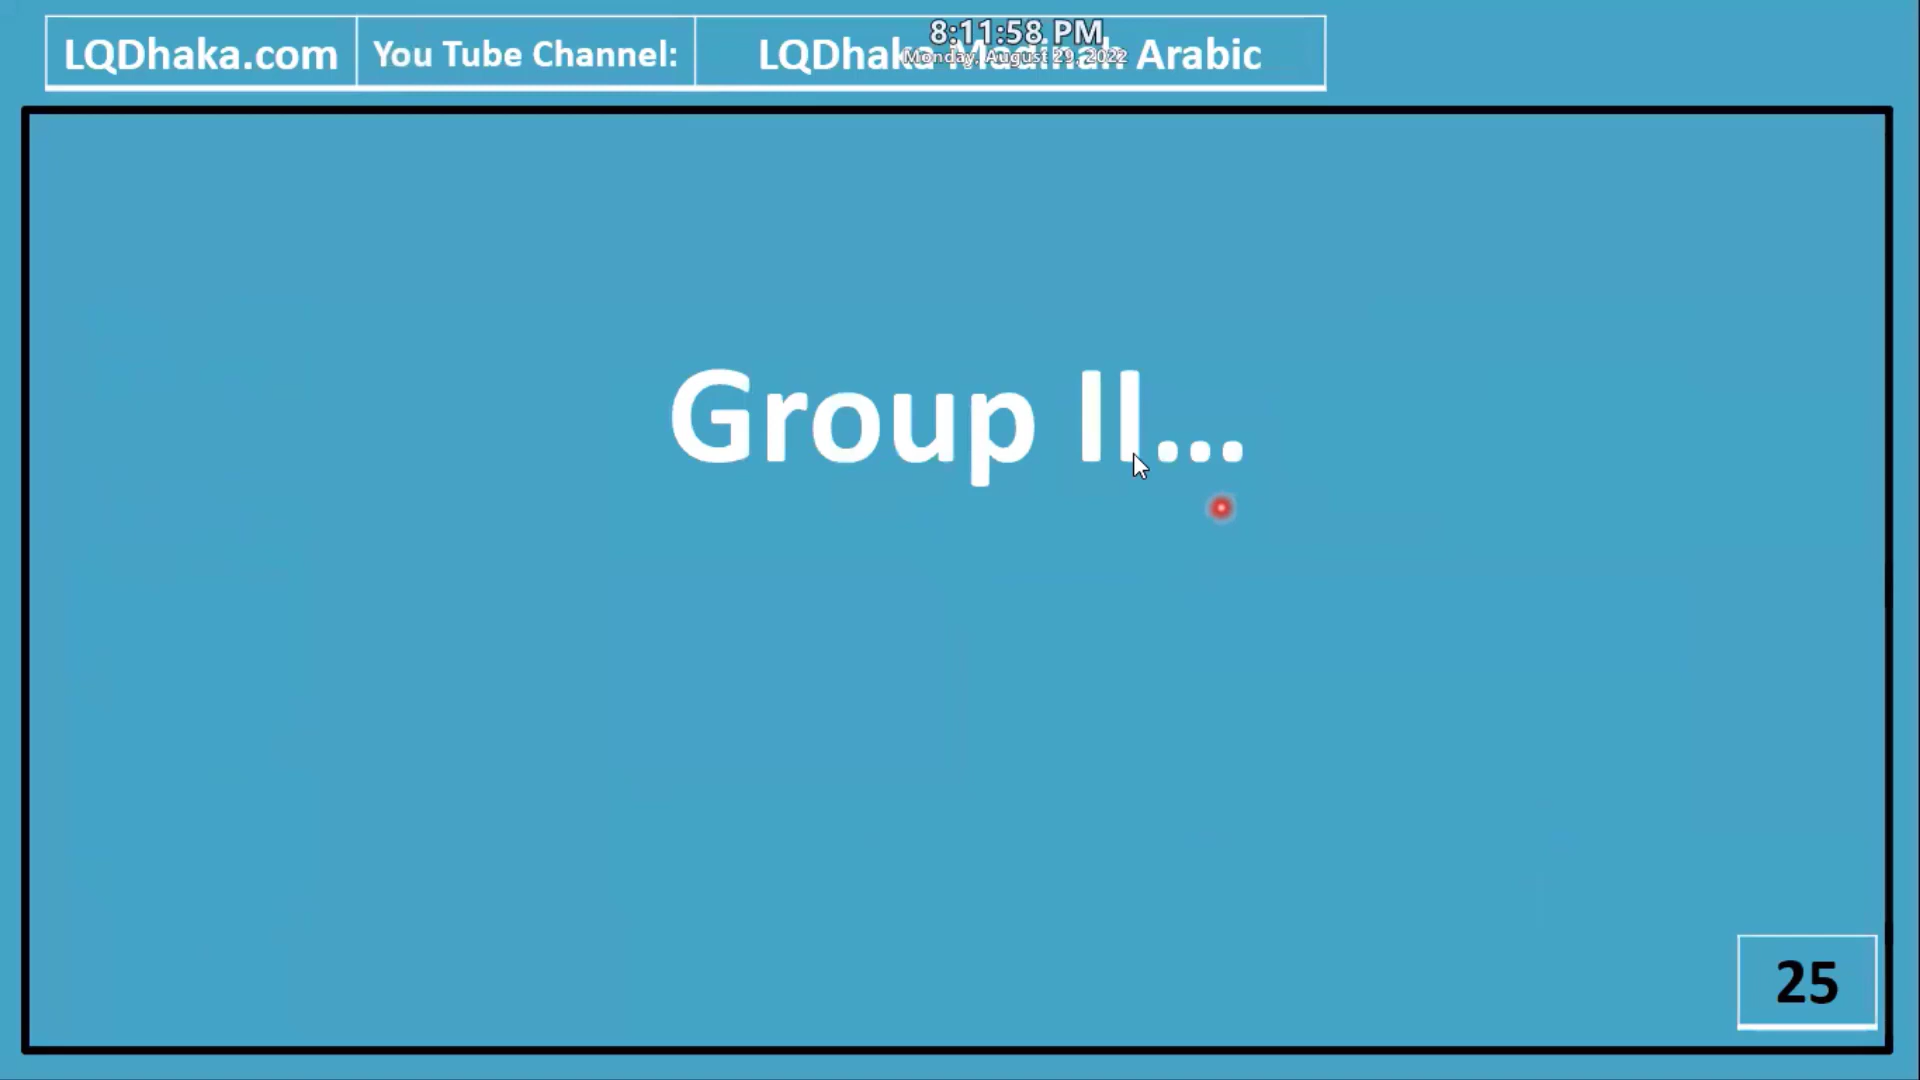 LQDhaka.com You Tube Channel: LQDhaka Madinah Arabic
8:11:58 PM
Monday, August 29, 2022
Group II...
25